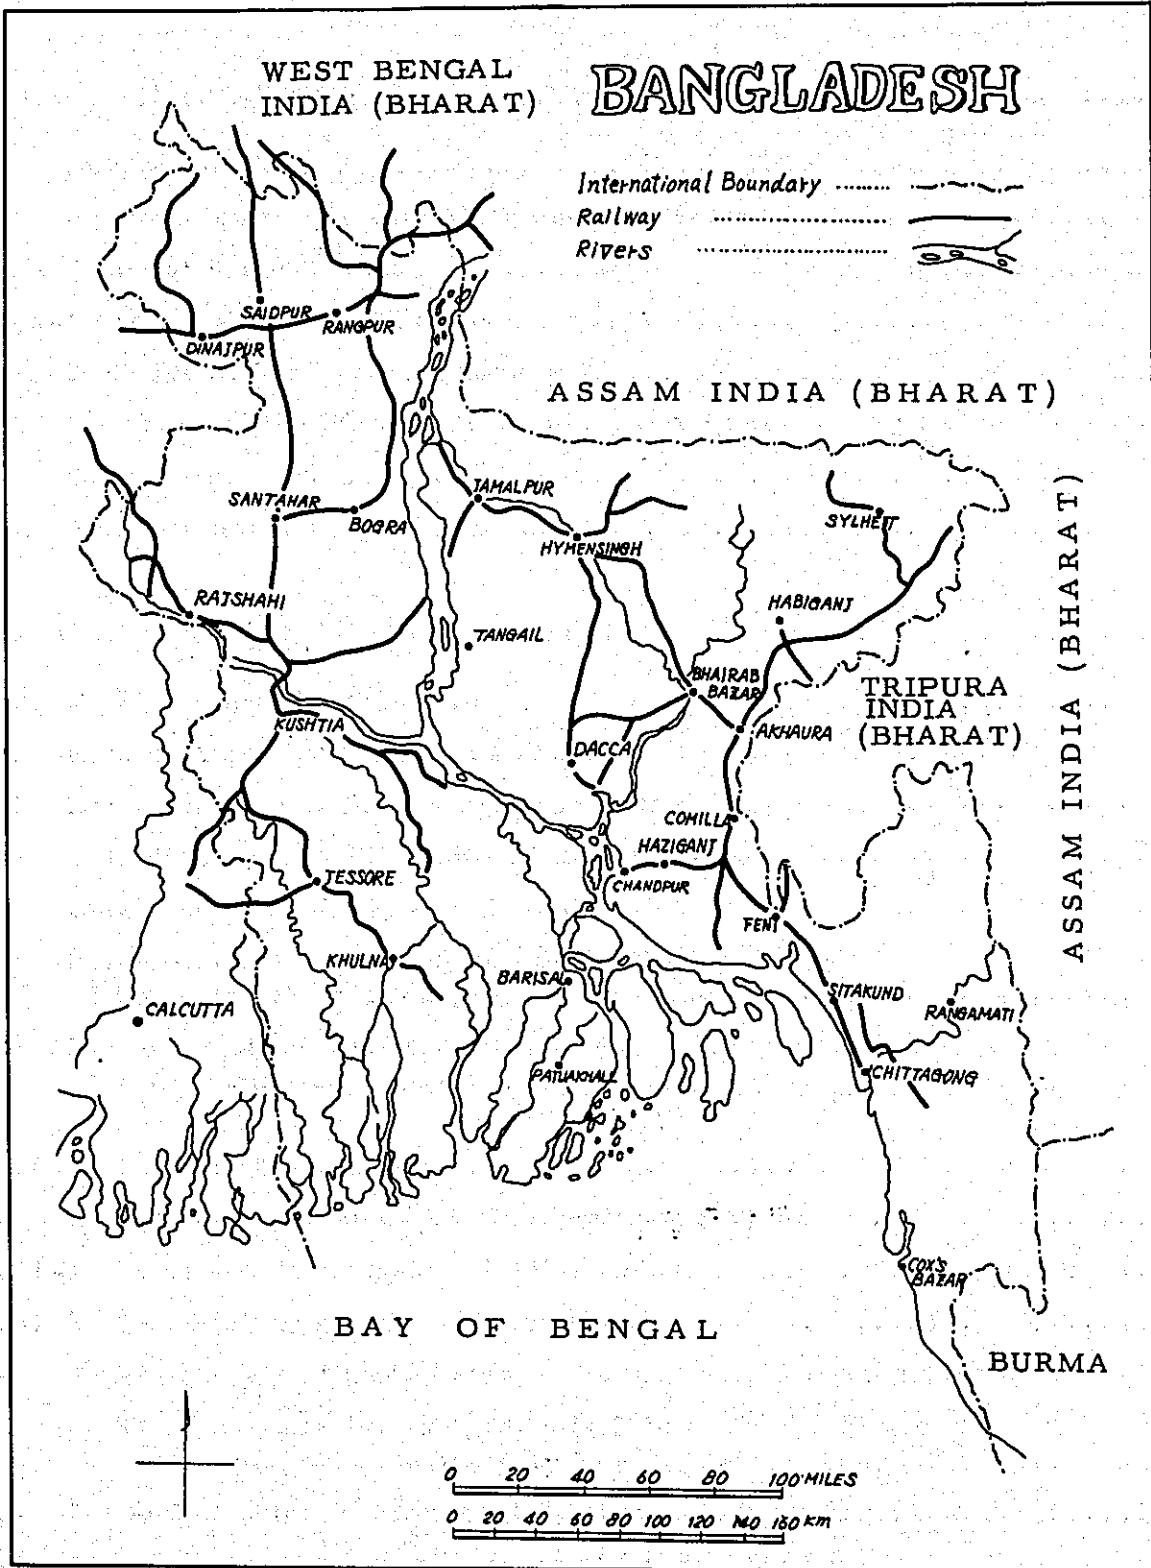 WEST BENGAL
INDIA (BHARAT)
BANGLADESH
International Boundary ........
Railway ......................
Rivers ........................
SAIDPUR
RANGPUR
DINAJPUR
ASSAM INDIA (BHARAT)
SANTAHAR
BOGRA
JAMALPUR
HYMENSINGH
SYLHET
RAJSHAHI
HABIGANJ
TANGAIL
BHAIRAB
BAZAR
TRIPURA
INDIA
(BHARAT)
ASSAM INDIA (BHARAT)
KUSHTIA
AKHAURA
DACCA
COMILLA
HAZIGANJ
CHANDPUR
JESSORE
FENI
KHULNA
BARISAL
SITAKUND
RANGAMATI
CALCUTTA
PATUAKHALI
CHITTAGONG
COX'S
BAZAR
BAY OF BENGAL
BURMA
0 20 40 60 80 100 MILES
0 20 40 60 80 100 120 140 160 KM